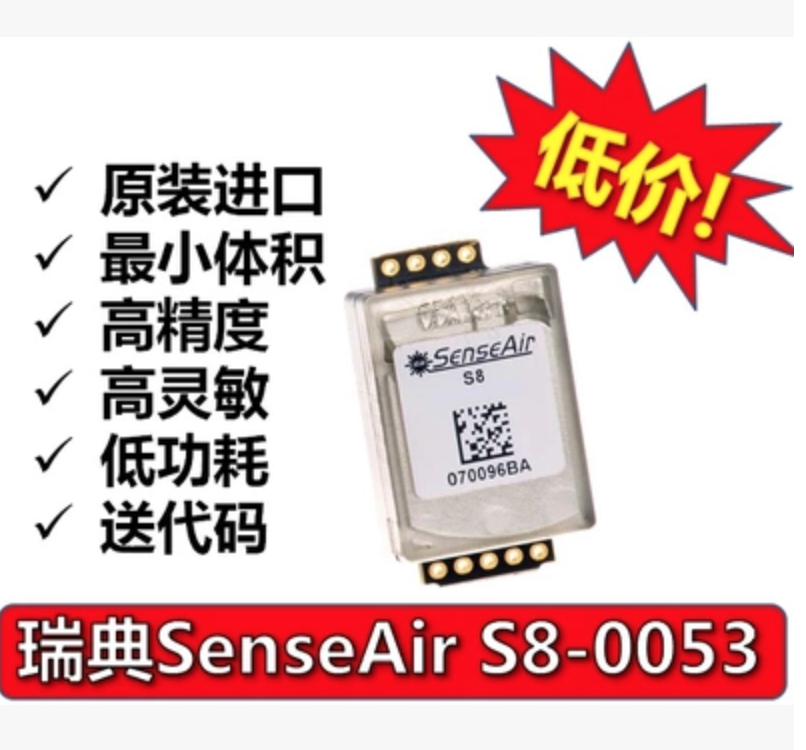 低价!
✓ 原装进口
✓ 最小体积
✓ 高精度
✓ 高灵敏
✓ 低功耗
✓ 送代码
SenseAir
S8
070096BA
瑞典SenseAir S8-0053